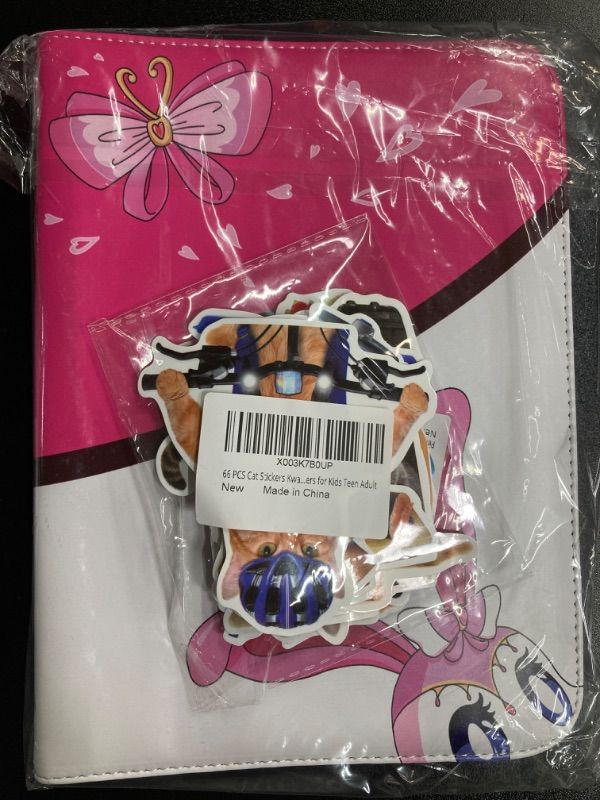 X003K7B0UP
66 PCS Cat Stickers Kwa...ers for Kids Teen Adult
New Made in China